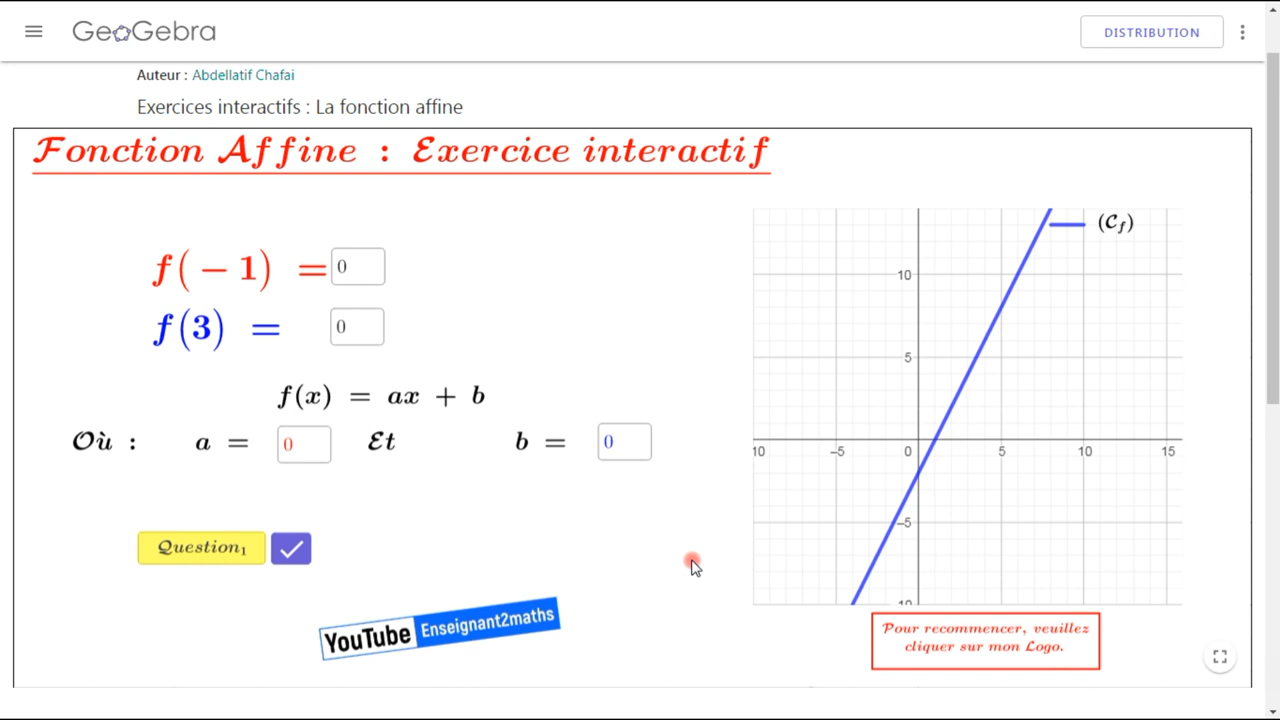 GeoGebra
DISTRIBUTION
Auteur : Abdellatif Chafai
Exercices interactifs : La fonction affine
Fonction Affine : Exercice interactif
f(-1) = 0
f(3) = 0
f(x) = ax + b
Où : a = 0 Et b = 0
Question₁
YouTube Enseignant2maths
(C_f)
10
5
10 -5 0 5 10 15
-5
10
Pour recommencer, veuillez
cliquer sur mon Logo.